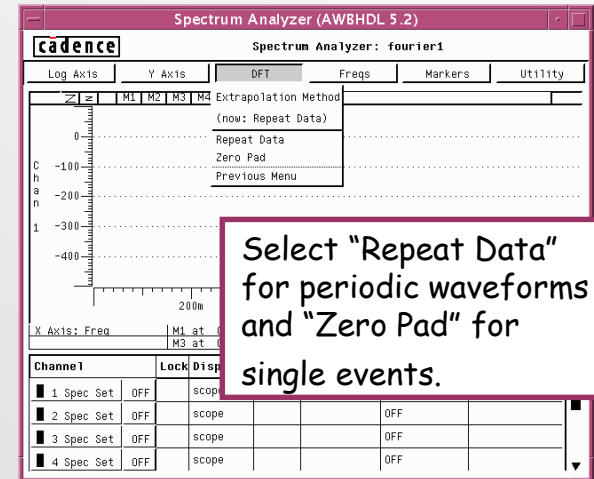 Spectrum Analyzer (AWBHDL 5.2)
cadence
Spectrum Analyzer: fourier1
Log Axis Y Axis DFT Freqs Markers Utility
Z z M1 M2 M3 M4
Extrapolation Method
(now: Repeat Data)
Repeat Data
Zero Pad
Previous Menu
Chan 1
0
-100
-200
-300
-400
200m
Select “Repeat Data”
for periodic waveforms
and “Zero Pad” for
single events.
X Axis: Freq M1 at
M3 at
Channel Lock Disp
1 Spec Set OFF scope
2 Spec Set OFF scope OFF
3 Spec Set OFF scope OFF
4 Spec Set OFF scope OFF